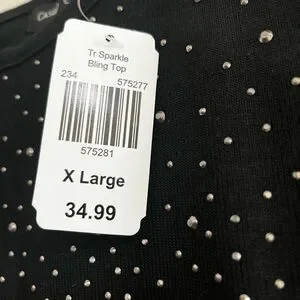 Tr Sparkle
Bling Top
234 575277
575281
X Large
34.99